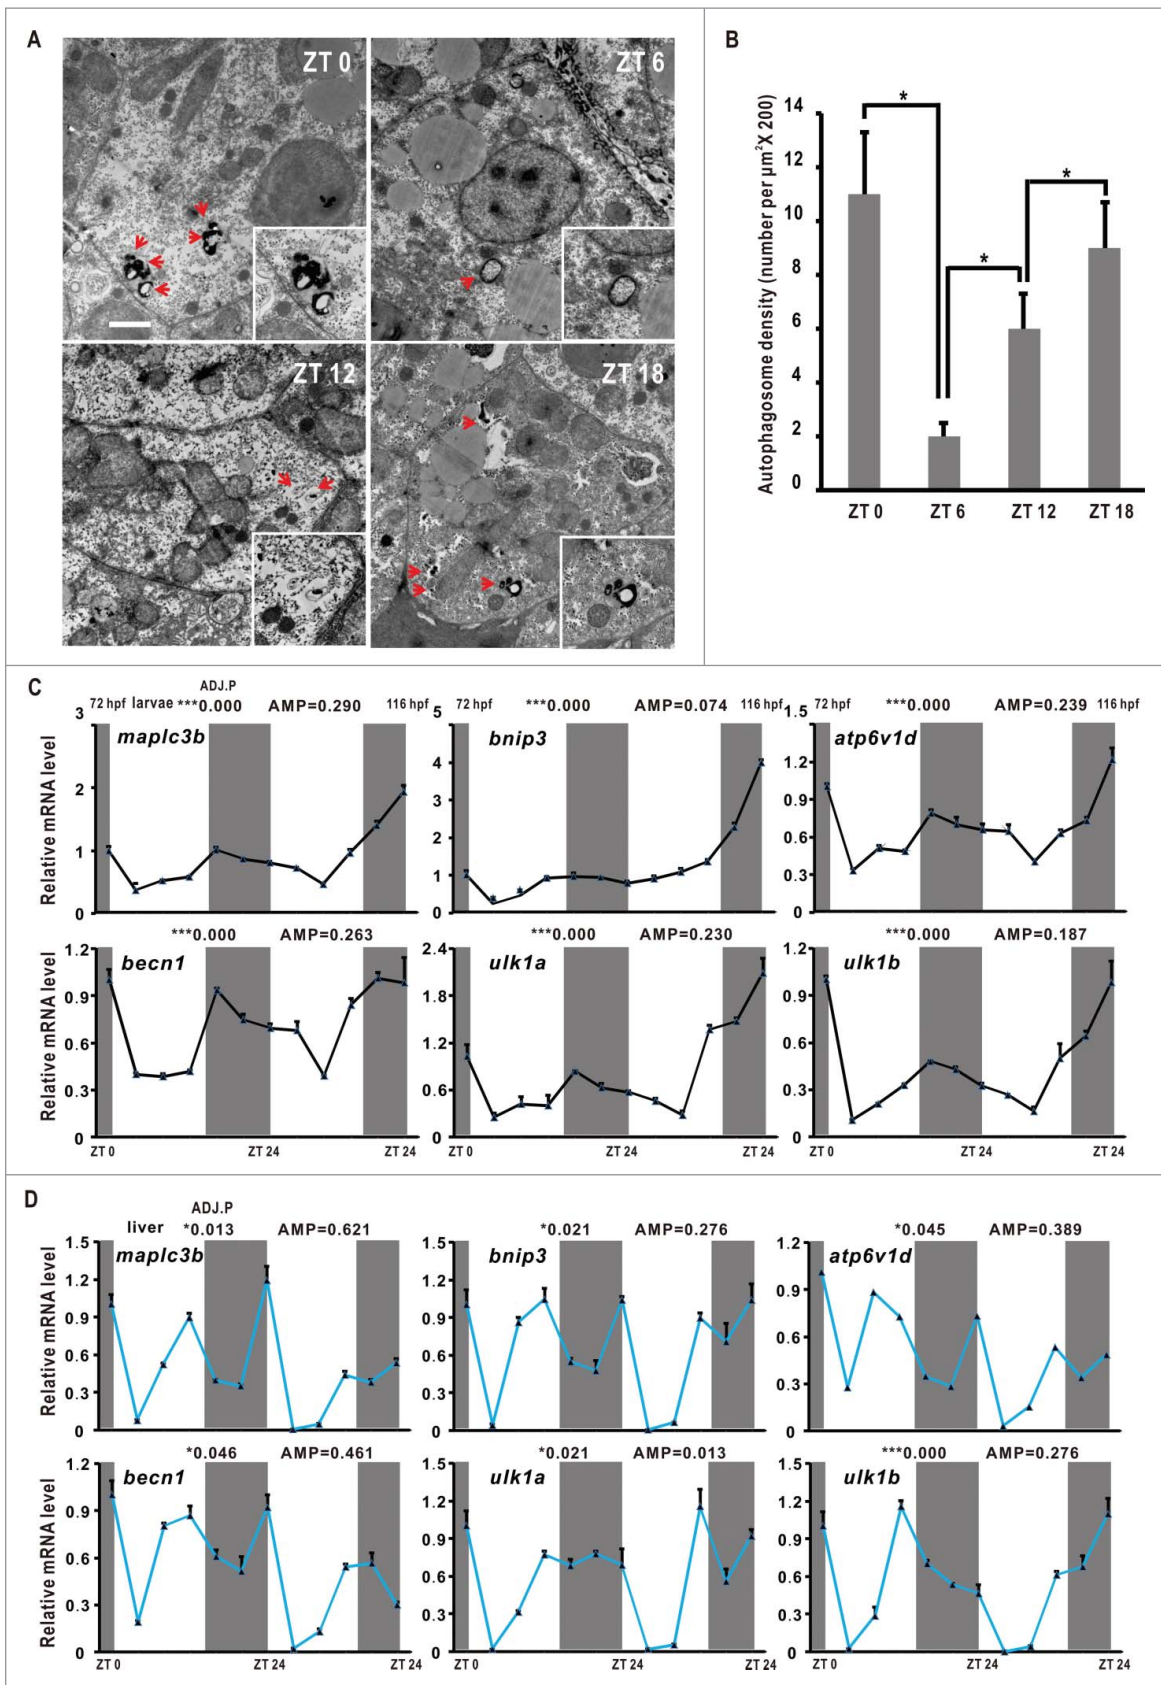 A
ZT 0
ZT 6
ZT 12
ZT 18
B
Autophagosome density (number per µm²X 200)
14
12
10
8
6
4
2
0
*
*
*
ZT 0 ZT 6 ZT 12 ZT 18
C
ADJ.P
72 hpf larvae ***0.000 AMP=0.290 116 hpf
72 hpf ***0.000 AMP=0.074 116 hpf
72 hpf ***0.000 AMP=0.239 116 hpf
maplc3b
bnip3
atp6v1d
Relative mRNA level
3
2
1
0
5
4
3
2
1
0
1.5
1.2
0.9
0.6
0.3
0
***0.000 AMP=0.263
***0.000 AMP=0.230
***0.000 AMP=0.187
becn1
ulk1a
ulk1b
Relative mRNA level
1.2
0.9
0.6
0.3
0
2.4
1.8
1.2
0.6
0
1.2
0.9
0.6
0.3
0
ZT 0 ZT 24 ZT 24
ZT 0 ZT 24 ZT 24
ZT 0 ZT 24 ZT 24
D
ADJ.P
liver *0.013 AMP=0.621
*0.021 AMP=0.276
*0.045 AMP=0.389
maplc3b
bnip3
atp6v1d
Relative mRNA level
1.5
1.2
0.9
0.6
0.3
0
1.5
1.2
0.9
0.6
0.3
0
1.2
0.9
0.6
0.3
0
*0.046 AMP=0.461
*0.021 AMP=0.013
***0.000 AMP=0.276
becn1
ulk1a
ulk1b
Relative mRNA level
1.2
0.9
0.6
0.3
0
1.5
1.2
0.9
0.6
0.3
0
1.5
1.2
0.9
0.6
0.3
0
ZT 0 ZT 24 ZT 24
ZT 0 ZT 24 ZT 24
ZT 0 ZT 24 ZT 24